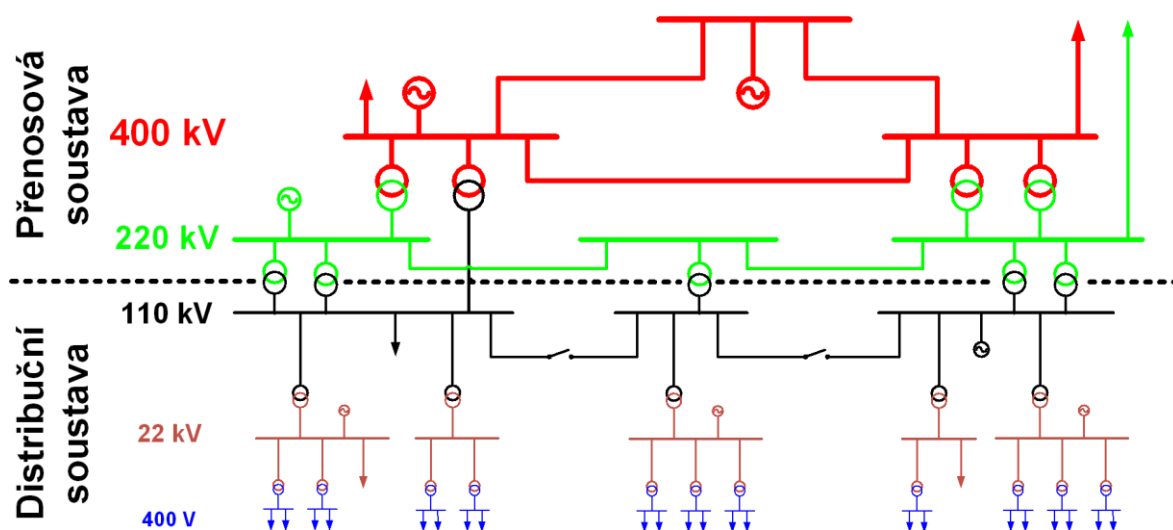 Přenosová
soustava
400 kV
220 kV
Distribuční
soustava
110 kV
22 kV
400 V